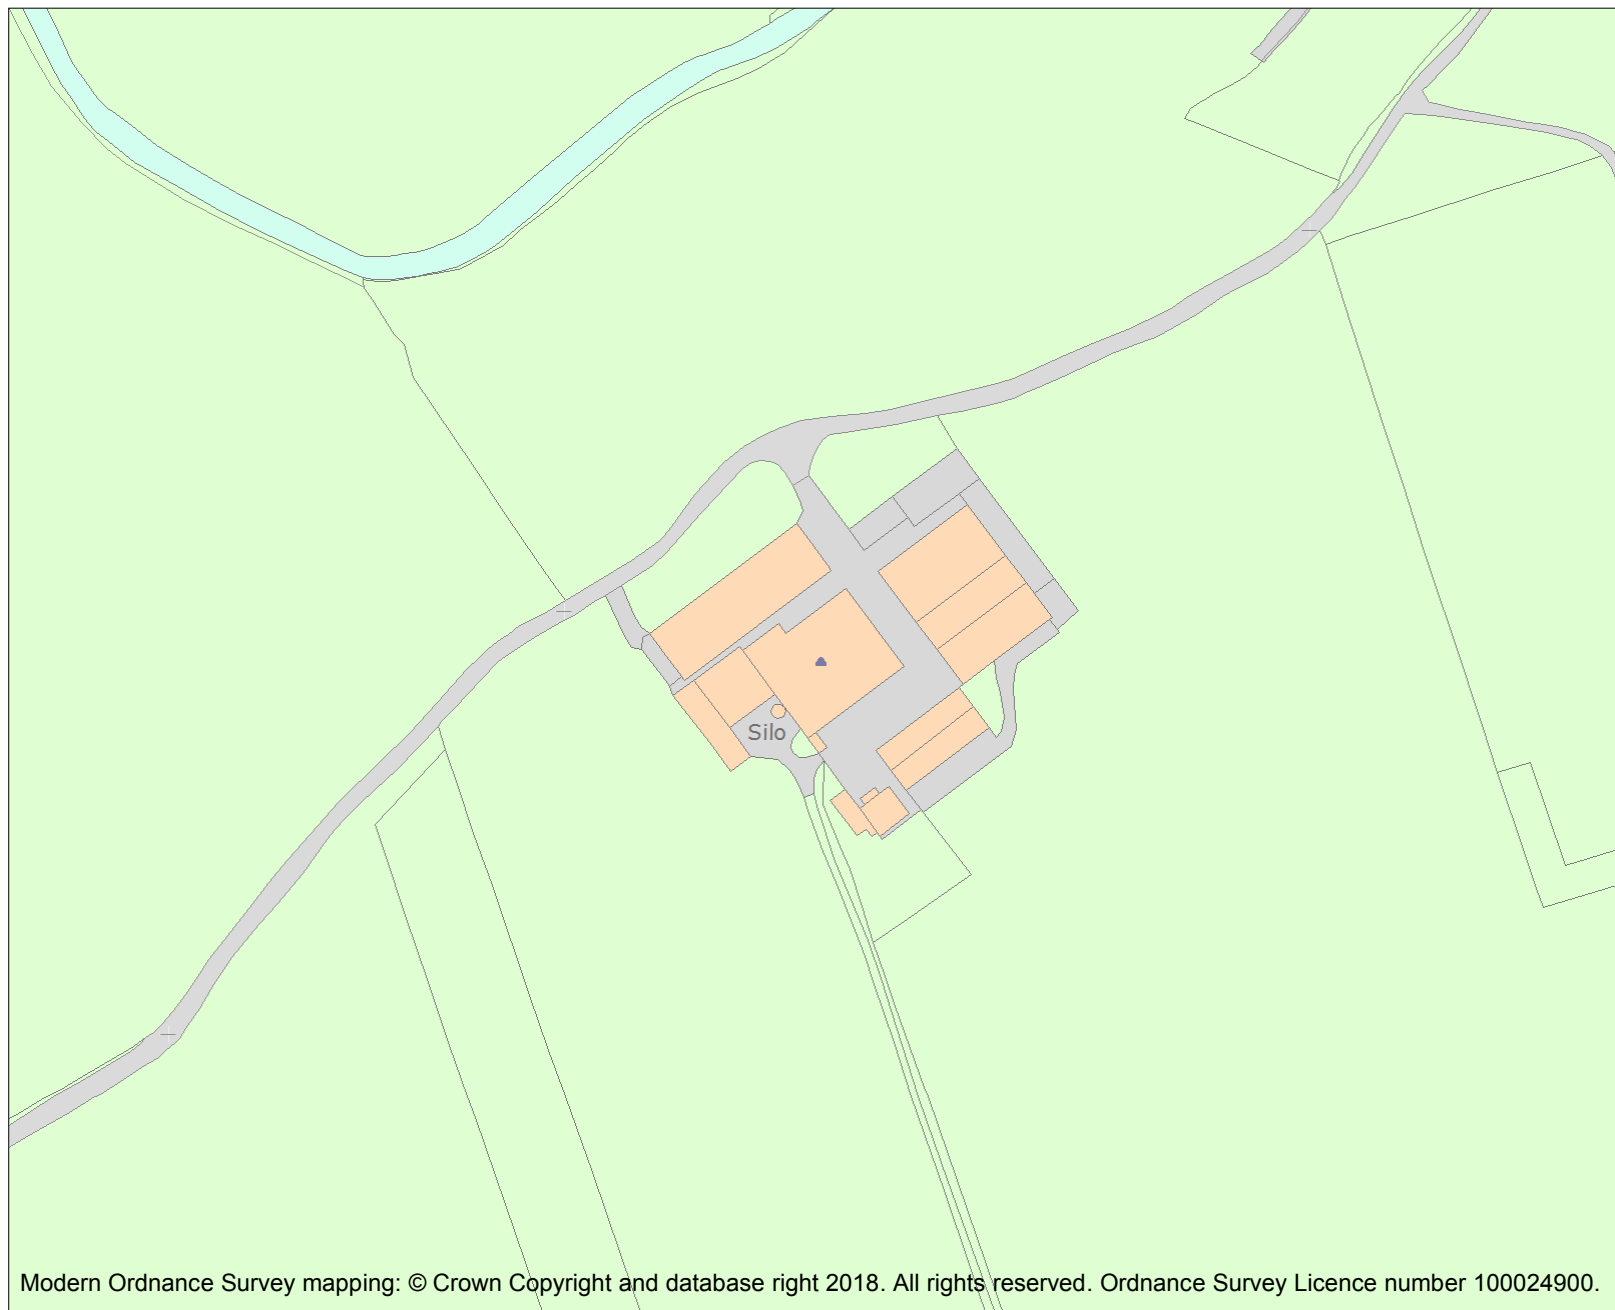 Silo
Modern Ordnance Survey mapping: © Crown Copyright and database right 2018. All rights reserved. Ordnance Survey Licence number 100024900.